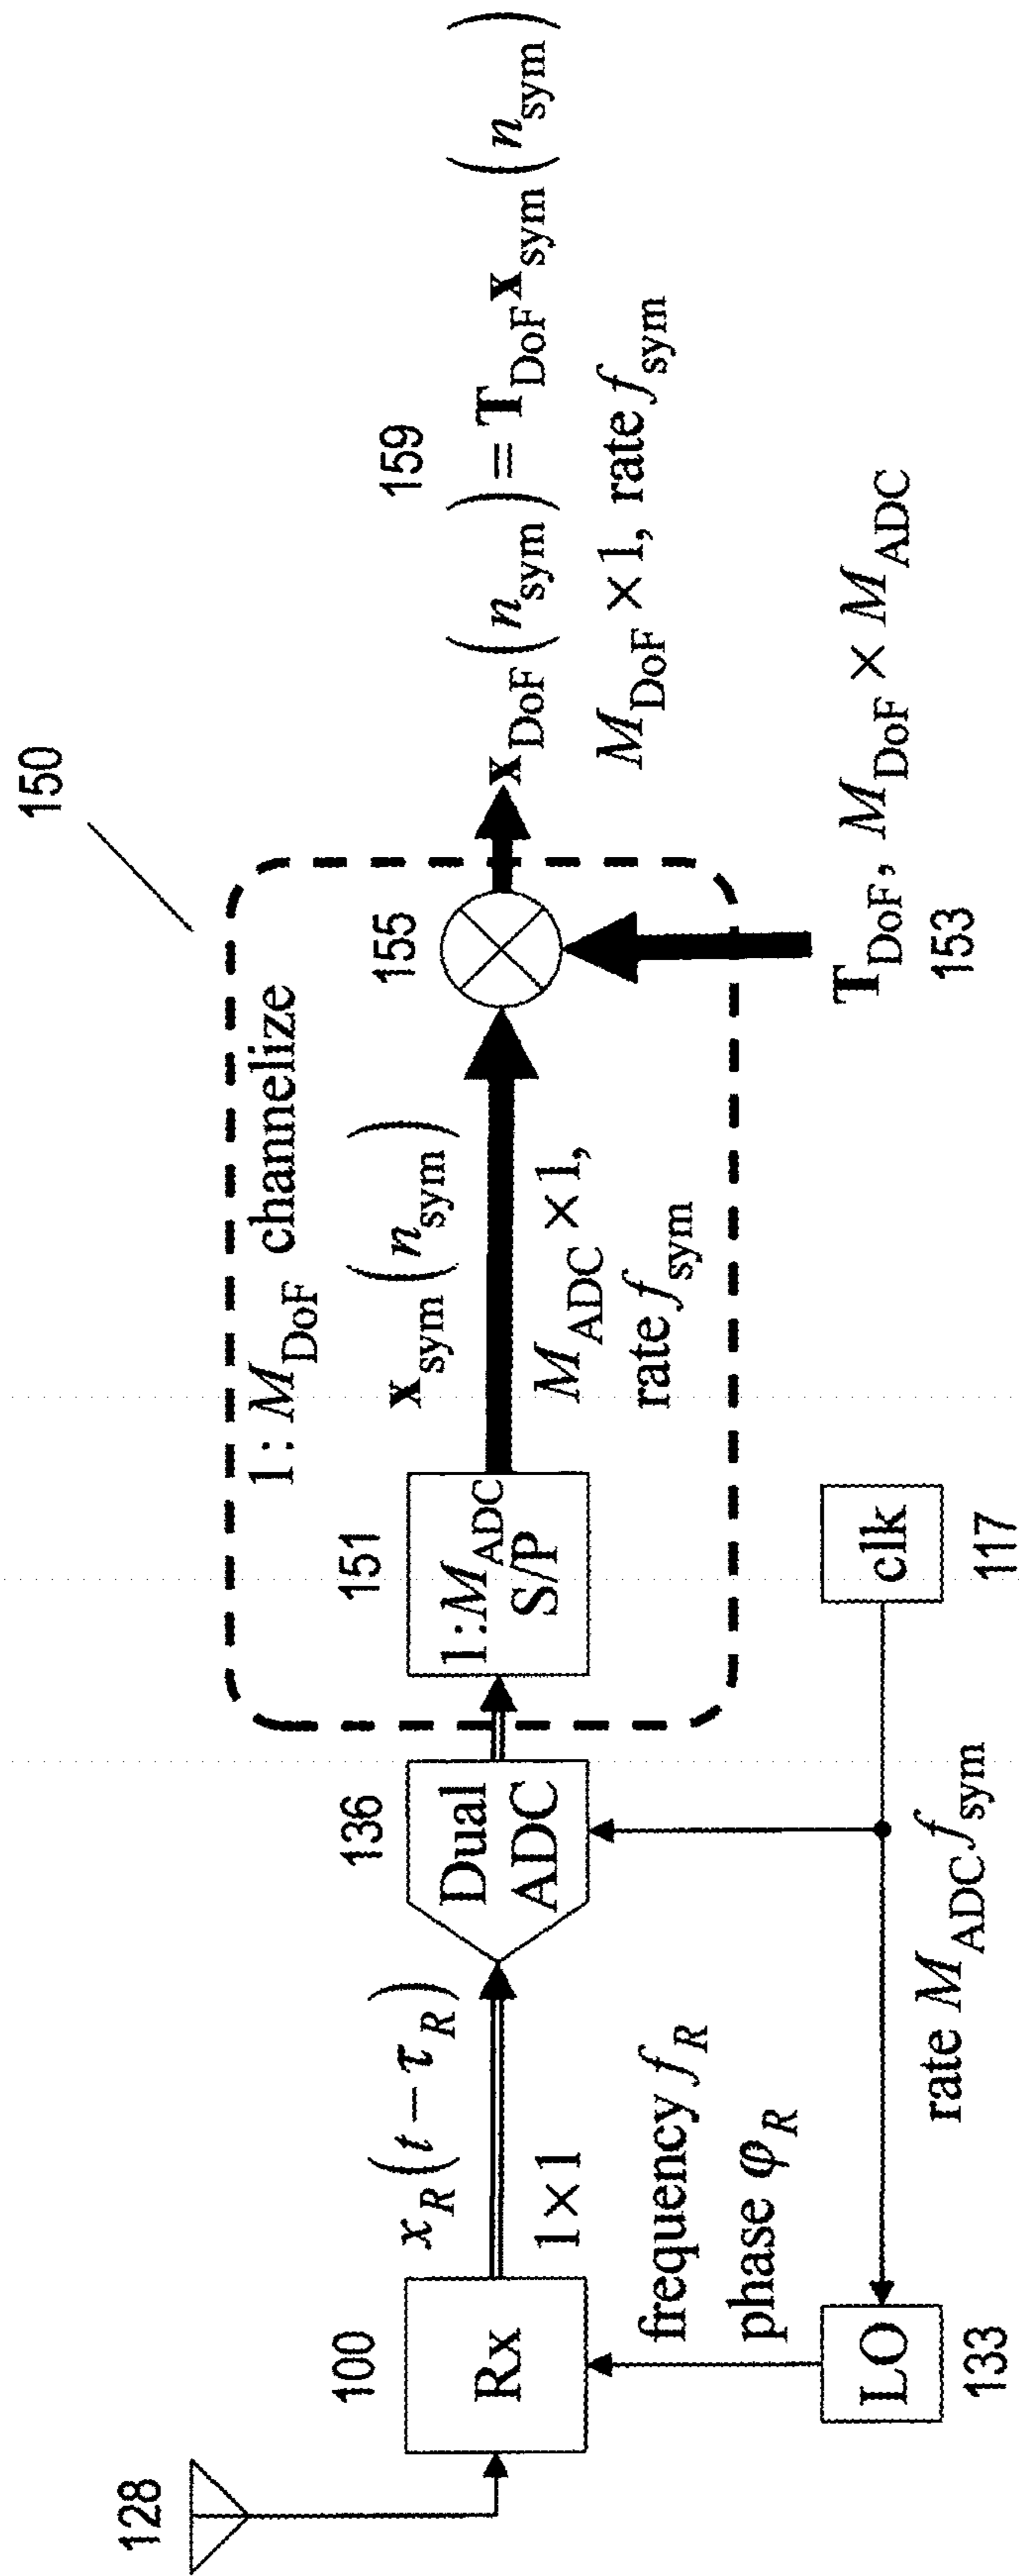 150
1: M_DoF channelize
128
100
Rx
x_R(t−τ_R)
1×1
136
Dual
ADC
151
1:M_ADC
S/P
x_sym(n_sym)
M_ADC×1,
rate f_sym
155
159
x_DoF(n_sym) = T_DoF x_sym(n_sym)
M_DoF×1, rate f_sym
frequency f_R
phase φ_R
LO
133
rate M_ADC f_sym
clk
117
T_DoF, M_DoF × M_ADC
153